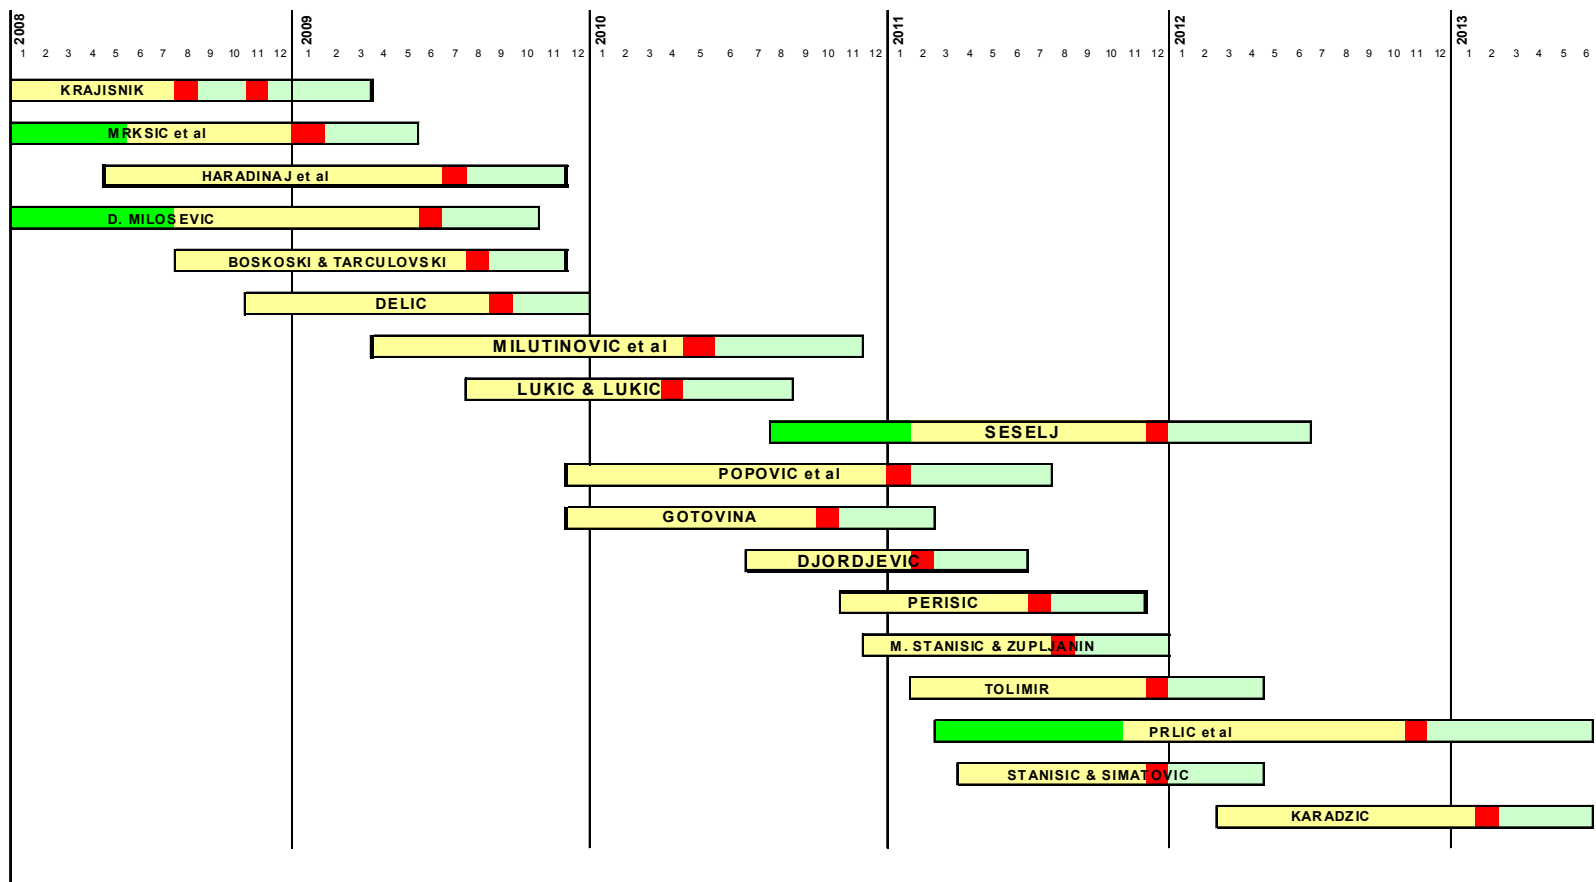 2008 2009 2010 2011 2012 2013
1 2 3 4 5 6 7 8 9 10 11 12 1 2 3 4 5 6 7 8 9 10 11 12 1 2 3 4 5 6 7 8 9 10 11 12 1 2 3 4 5 6 7 8 9 10 11 12 1 2 3 4 5 6 7 8 9 10 11 12 1 2 3 4 5 6
KRAJISNIK
MRKSIC et al
HARADINAJ et al
D. MILOSEVIC
BOSKOSKI & TARCULOVSKI
DELIC
MILUTINOVIC et al
LUKIC & LUKIC
SESELJ
POPOVIC et al
GOTOVINA
DJORDJEVIC
PERISIC
M. STANISIC & ZUPLJANIN
TOLIMIR
PRLIC et al
STANISIC & SIMATOVIC
KARADZIC